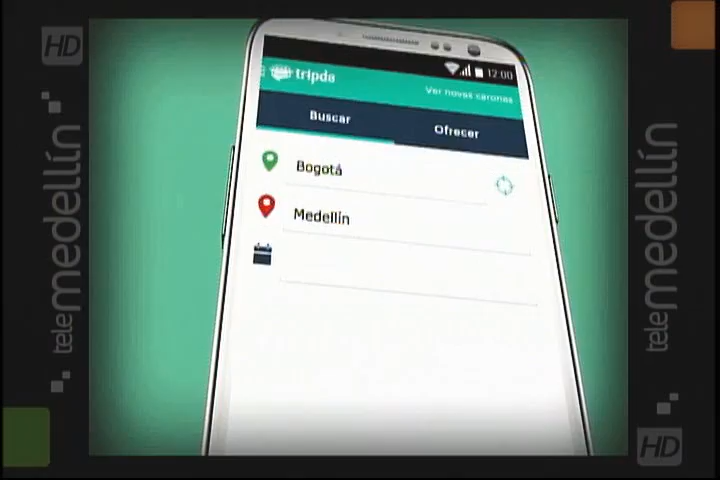 HD
telemedellín
12:00
tripda
Ver novas caronas
Buscar
Ofrecer
Bogotá
Medellín
telemedellín
HD